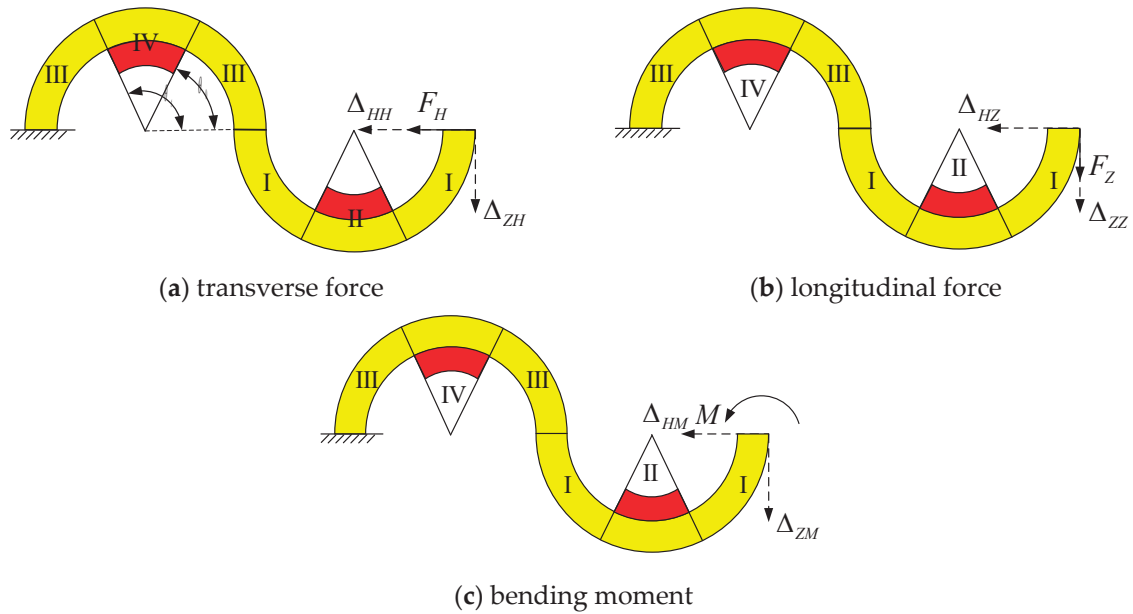 IV
III
III
Δ_HH F_H
I
I
II
Δ_ZH
(a) transverse force
III
III
IV
Δ_HZ
I
II
I
F_Z
Δ_ZZ
(b) longitudinal force
III
III
IV
Δ_HM M
I
II
I
Δ_ZM
(c) bending moment